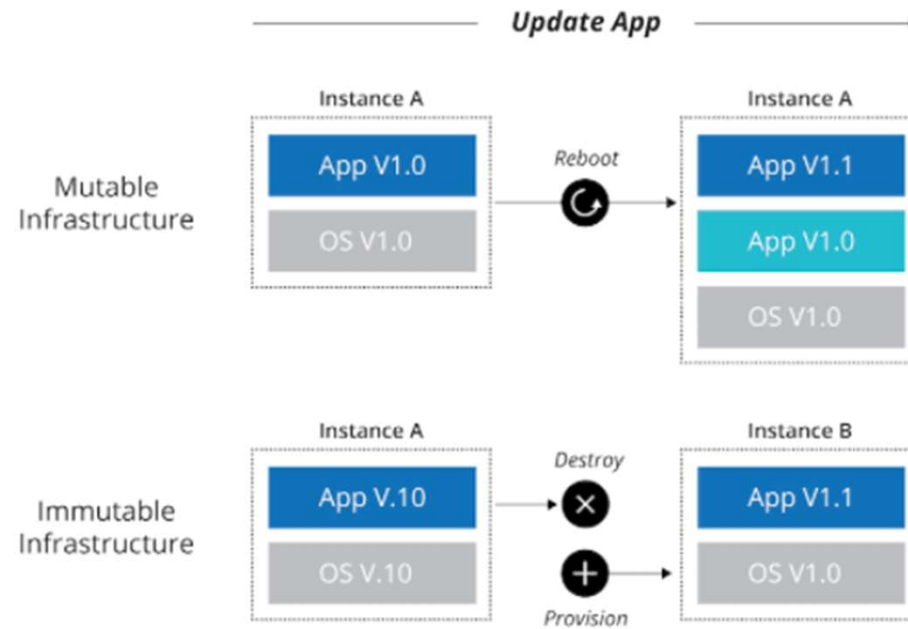 Update App
Instance A
Instance A
Mutable
Infrastructure
App V1.0
OS V1.0
Reboot
App V1.1
App V1.0
OS V1.0
Instance A
Instance B
Immutable
Infrastructure
App V.10
OS V.10
Destroy
Provision
App V1.1
OS V1.0